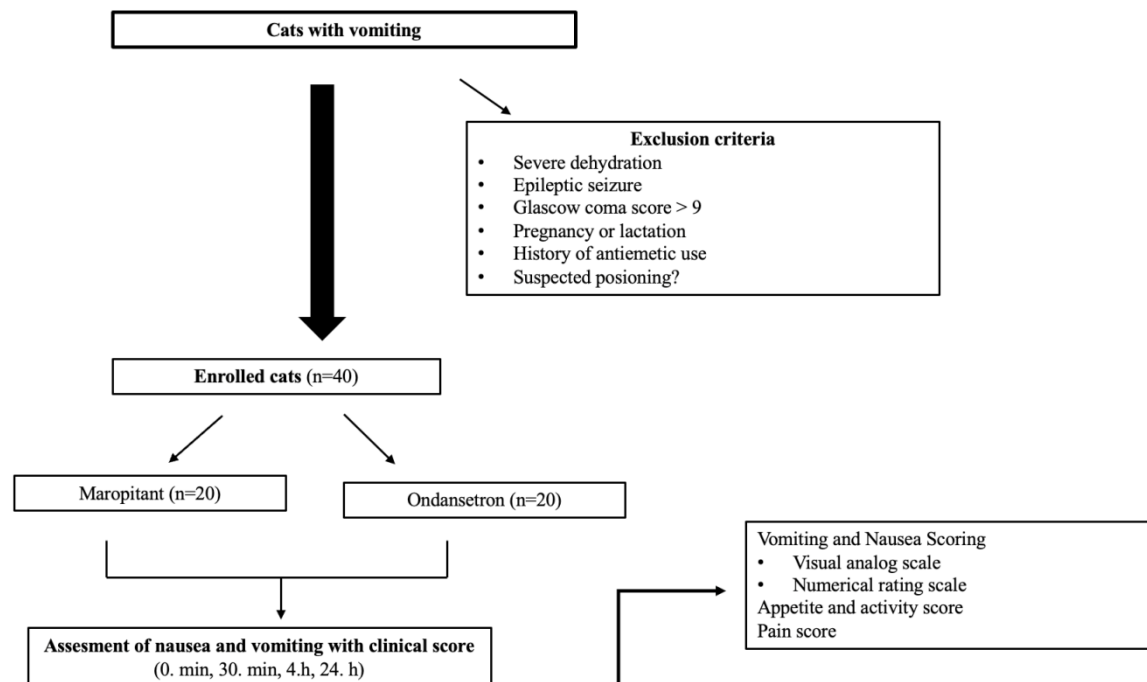 Cats with vomiting
Exclusion criteria
• Severe dehydration
• Epileptic seizure
• Glascow coma score > 9
• Pregnancy or lactation
• History of antiemetic use
• Suspected posioning?
Enrolled cats (n=40)
Maropitant (n=20)
Ondansetron (n=20)
Vomiting and Nausea Scoring
• Visual analog scale
• Numerical rating scale
Appetite and activity score
Pain score
Assesment of nausea and vomiting with clinical score
(0. min, 30. min, 4.h, 24. h)